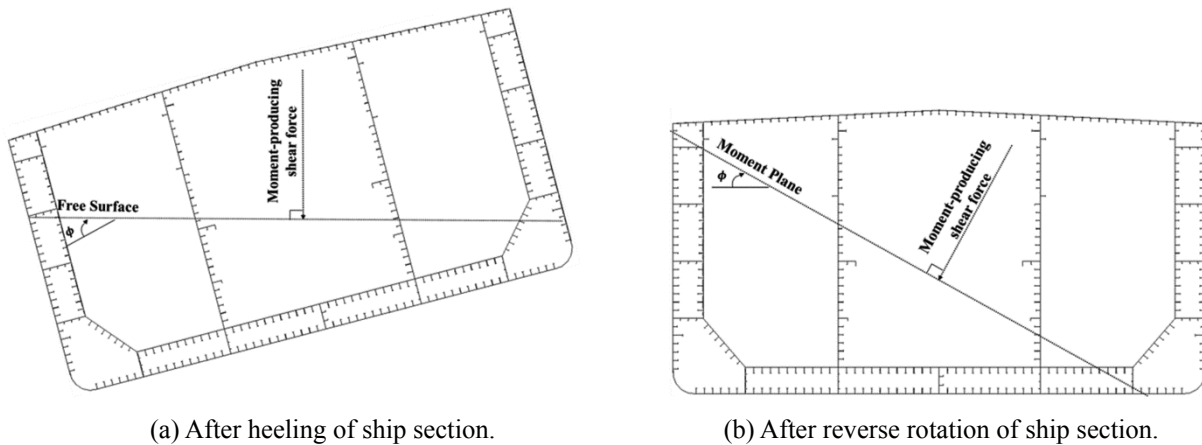 Moment-producing
shear force
Free Surface
ϕ
Moment Plane
ϕ
Moment-producing
shear force
(a) After heeling of ship section.
(b) After reverse rotation of ship section.